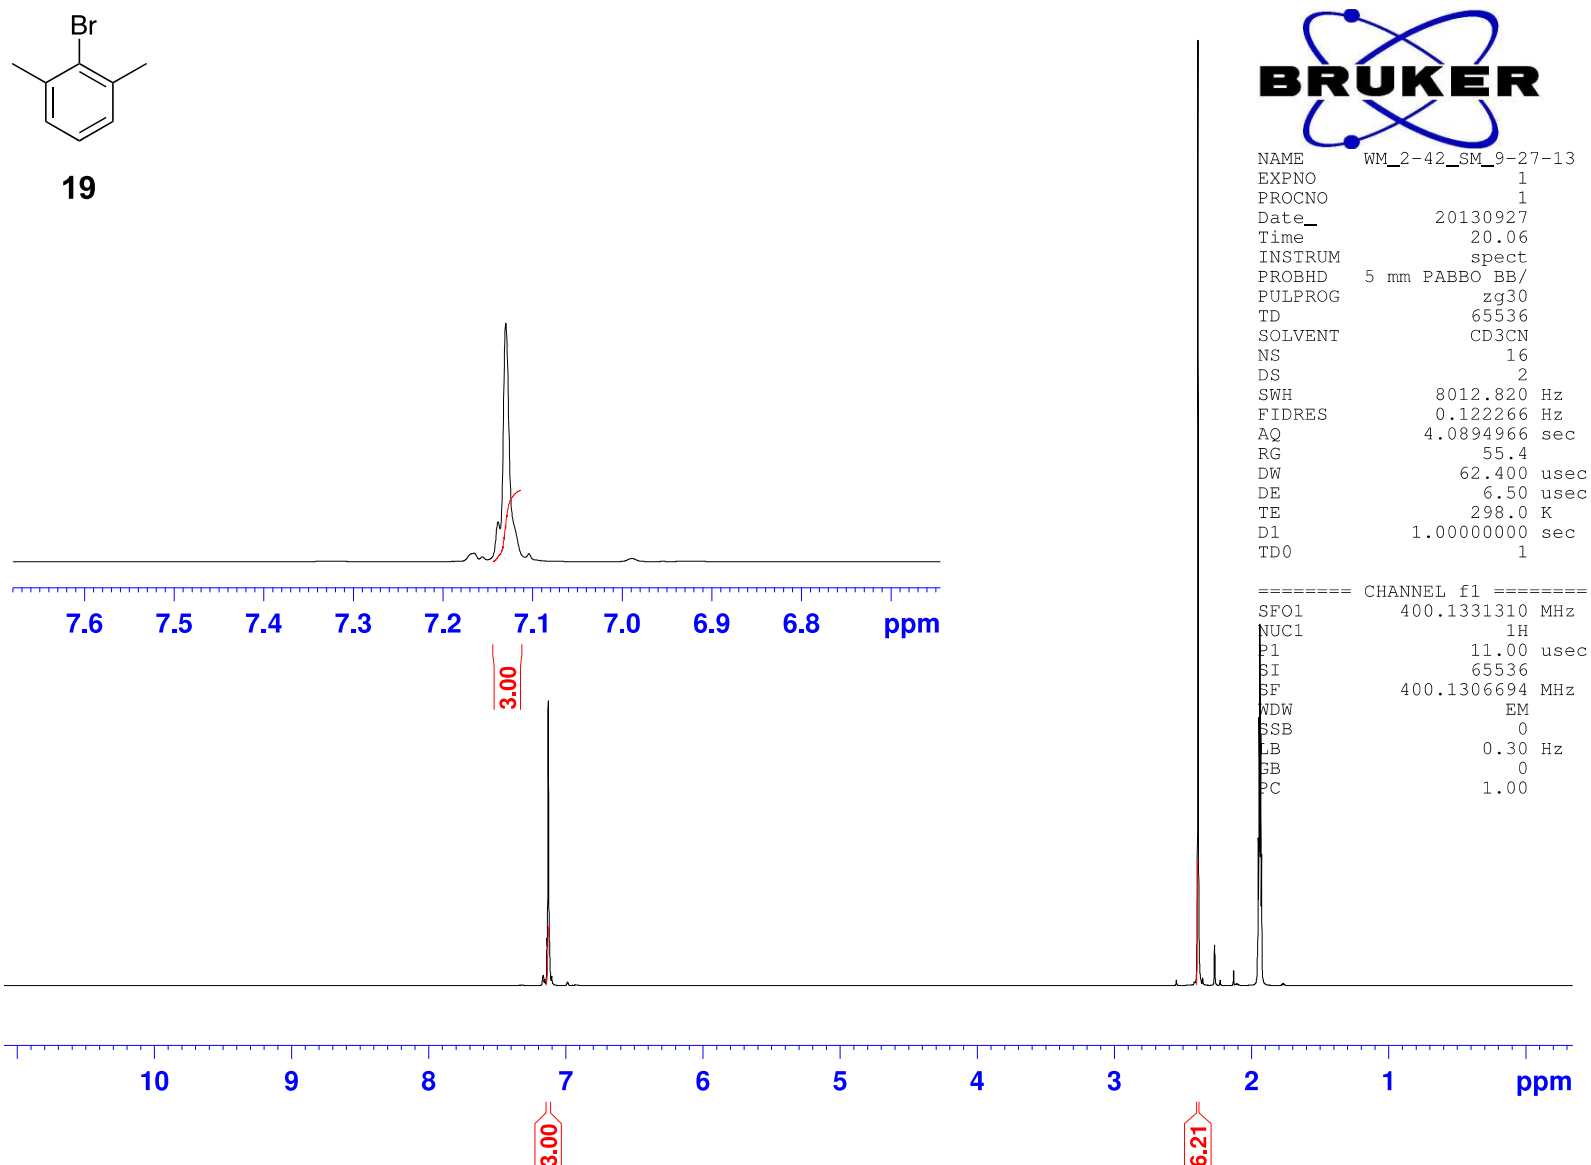 Br
19
BRUKER
NAME WM_2-42_SM_9-27-13
EXPNO 1
PROCNO 1
Date_ 20130927
Time 20.06
INSTRUM spect
PROBHD 5 mm PABBO BB/
PULPROG zg30
TD 65536
SOLVENT CD3CN
NS 16
DS 2
SWH 8012.820 Hz
FIDRES 0.122266 Hz
AQ 4.0894966 sec
RG 55.4
DW 62.400 usec
DE 6.50 usec
TE 298.0 K
D1 1.00000000 sec
TD0 1
======== CHANNEL f1 ========
SFO1 400.1331310 MHz
NUC1 1H
P1 11.00 usec
SI 65536
SF 400.1306694 MHz
WDW EM
SSB 0
LB 0.30 Hz
GB 0
PC 1.00
7.6 7.5 7.4 7.3 7.2 7.1 7.0 6.9 6.8 ppm
3.00
10 9 8 7 6 5 4 3 2 1 ppm
3.00 6.21